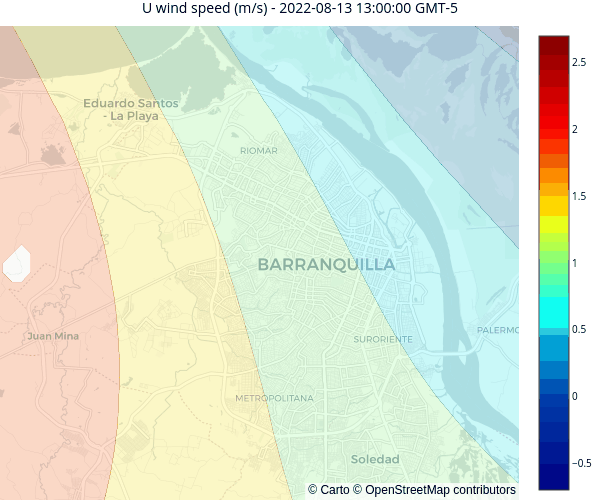 U wind speed (m/s) - 2022-08-13 13:00:00 GMT-5
Eduardo Santos
- La Playa
RIOMAR
BARRANQUILLA
Juan Mina
SURORIENTE
PALERMO
METROPOLITANA
Soledad
© Carto © OpenStreetMap contributors
2.5
2
1.5
1
0.5
0
−0.5